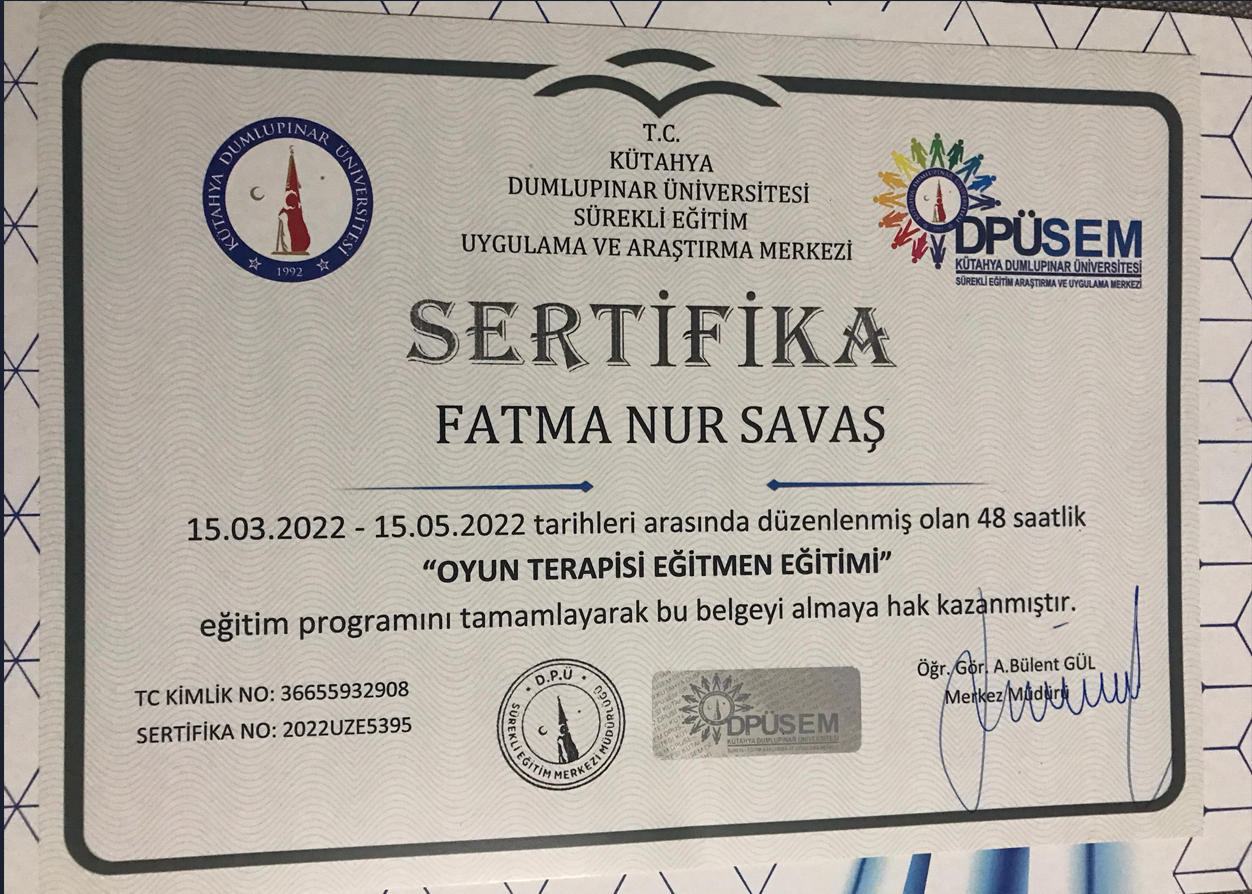 T.C.
KÜTAHYA
DUMLUPINAR ÜNİVERSİTESİ
SÜREKLİ EĞİTİM
UYGULAMA VE ARAŞTIRMA MERKEZİ
KÜTAHYA DUMLUPINAR ÜNİVERSİTESİ
1992
DPÜSEM
KÜTAHYA DUMLUPINAR ÜNİVERSİTESİ
SÜREKLİ EĞİTİM ARAŞTIRMA VE UYGULAMA MERKEZİ
SERTİFİKA
FATMA NUR SAVAŞ
15.03.2022 - 15.05.2022 tarihleri arasında düzenlenmiş olan 48 saatlik
“OYUN TERAPİSİ EĞİTMEN EĞİTİMİ”
eğitim programını tamamlayarak bu belgeyi almaya hak kazanmıştır.
TC KİMLİK NO: 36655932908
SERTİFİKA NO: 2022UZE5395
D.P.Ü
SÜREKLİ EĞİTİM MERKEZİ MÜDÜRLÜĞÜ
DPÜSEM
KÜTAHYA DUMLUPINAR ÜNİVERSİTESİ
Öğr. Gör. A.Bülent GÜL
Merkez Müdürü